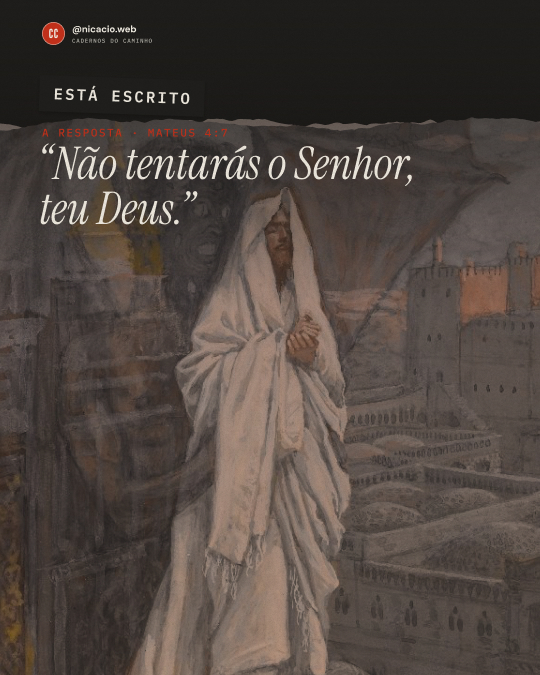 CC
@nicacio.web
CADERNOS DO CAMINHO
ESTÁ ESCRITO
A RESPOSTA · MATEUS 4:7
“Não tentarás o Senhor,
teu Deus.”